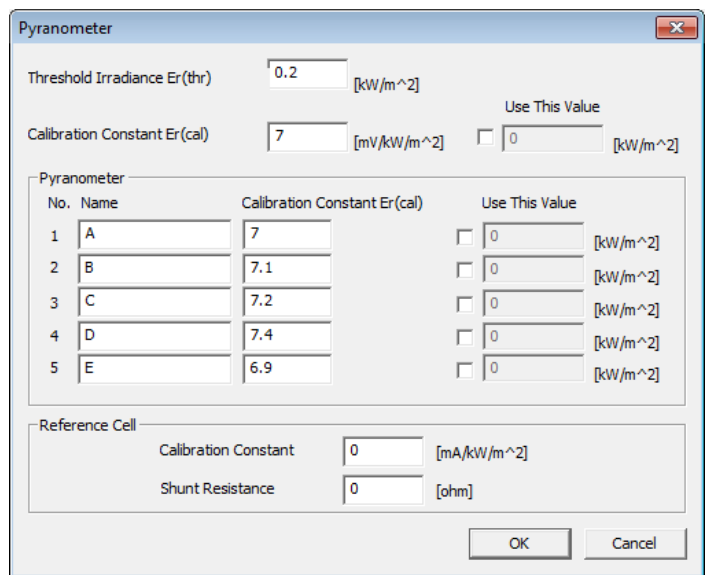 Pyranometer
Threshold Irradiance Er(thr) 0.2 [kW/m^2]
Use This Value
Calibration Constant Er(cal) 7 [mV/kW/m^2] 0 [kW/m^2]
Pyranometer
No. Name Calibration Constant Er(cal) Use This Value
1 A 7 0 [kW/m^2]
2 B 7.1 0 [kW/m^2]
3 C 7.2 0 [kW/m^2]
4 D 7.4 0 [kW/m^2]
5 E 6.9 0 [kW/m^2]
Reference Cell
Calibration Constant 0 [mA/kW/m^2]
Shunt Resistance 0 [ohm]
OK Cancel